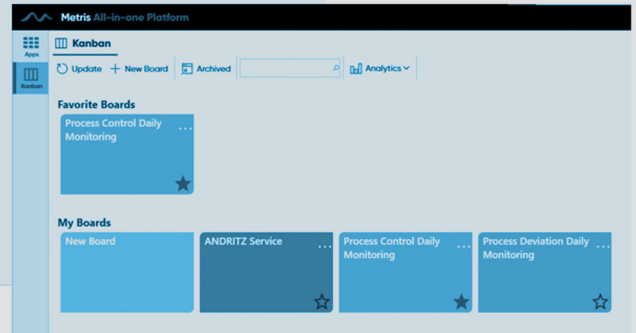 Metris All-in-one Platform
Apps
Kanban
Kanban
Update New Board Archived Analytics
Favorite Boards
Process Control Daily
Monitoring
My Boards
New Board
ANDRITZ Service
Process Control Daily
Monitoring
Process Deviation Daily
Monitoring